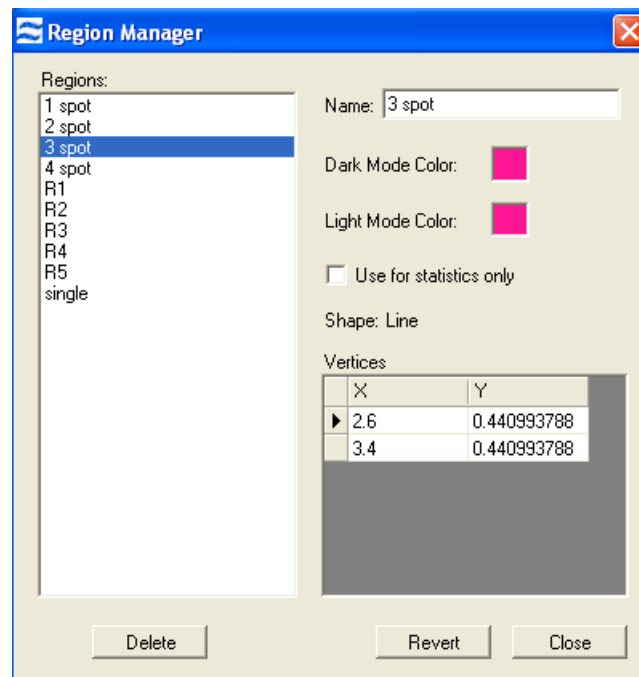 Region Manager
Regions:
1 spot
2 spot
3 spot
4 spot
R1
R2
R3
R4
R5
single
Name: 3 spot
Dark Mode Color:
Light Mode Color:
Use for statistics only
Shape: Line
Vertices
X Y
2.6 0.440993788
3.4 0.440993788
Delete Revert Close